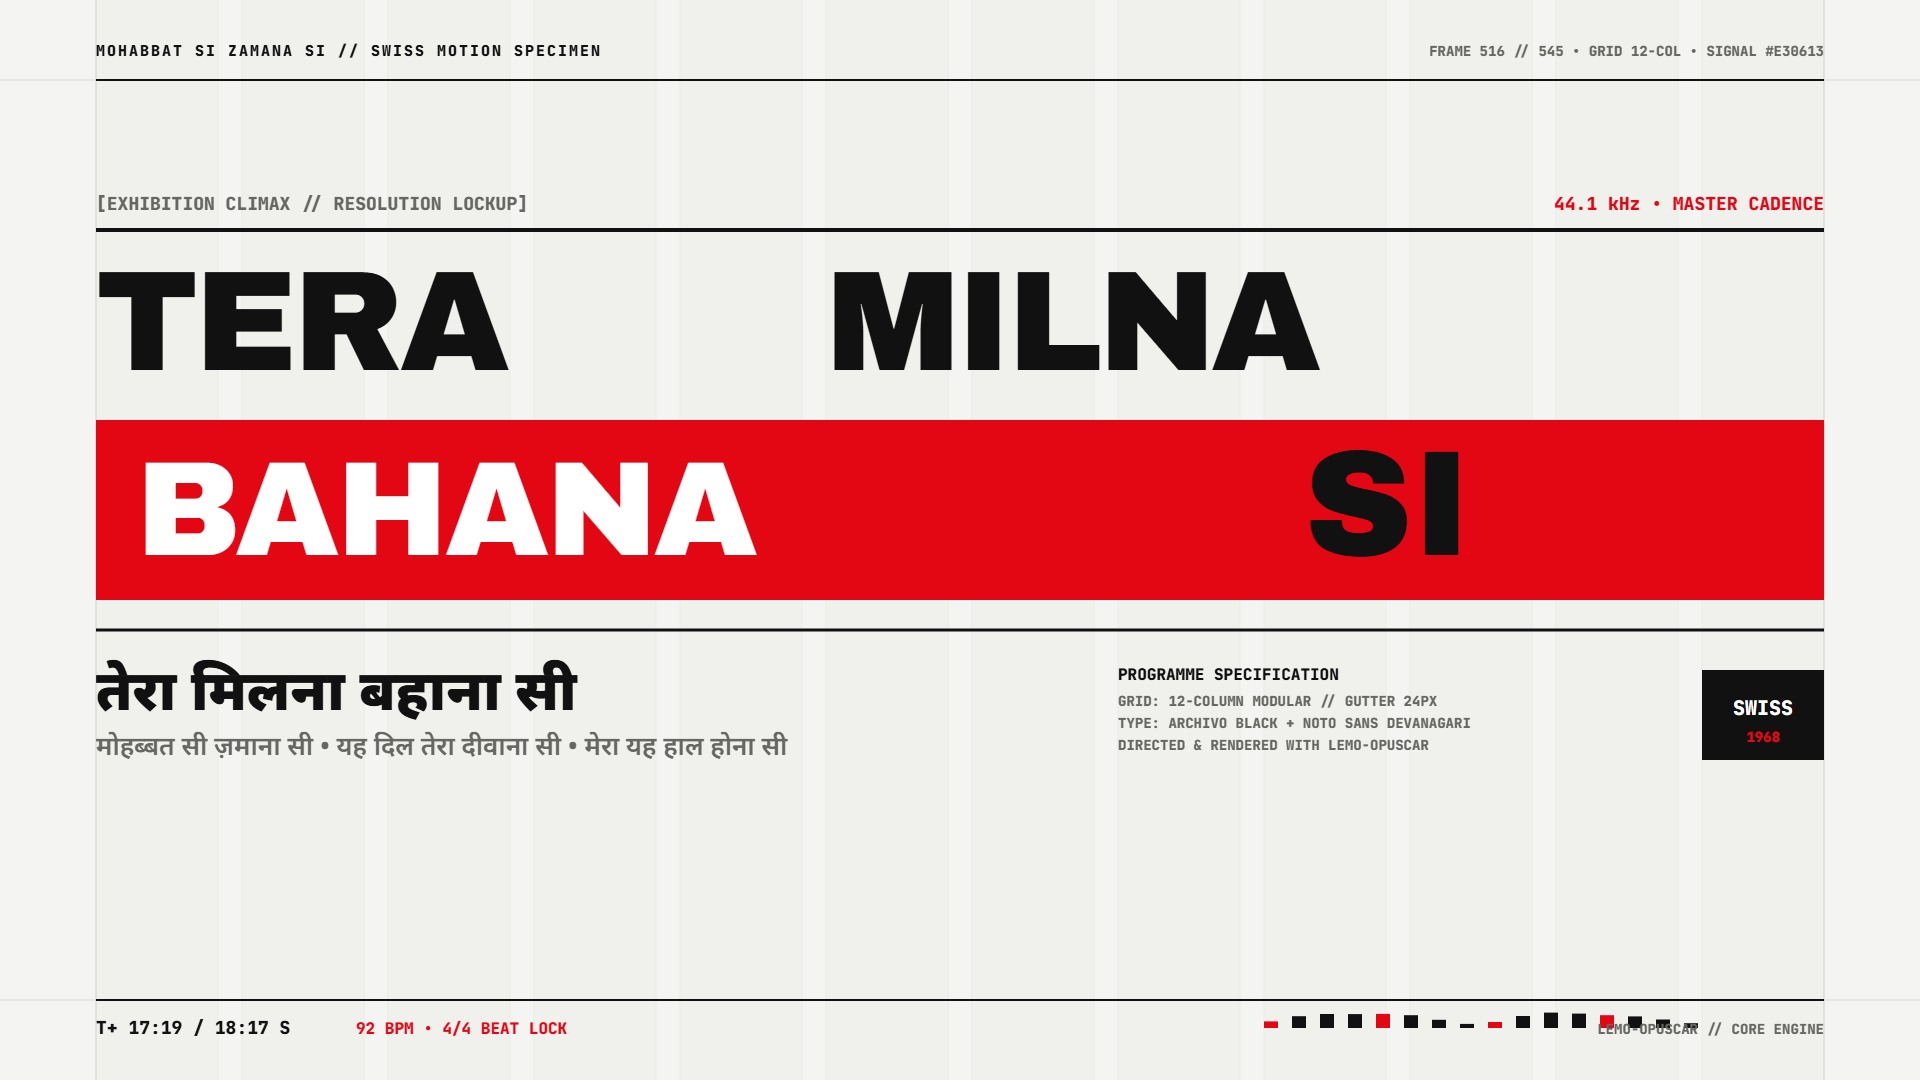 MOHABBAT SI ZAMANA SI // SWISS MOTION SPECIMEN
FRAME 516 // 545 • GRID 12-COL • SIGNAL #E30613
[EXHIBITION CLIMAX // RESOLUTION LOCKUP]
44.1 kHz • MASTER CADENCE
TERA MILNA
BAHANA SI
तेरा मिलना बहाना सी
मोहब्बत सी ज़माना सी • यह दिल तेरा दीवाना सी • मेरा यह हाल होना सी
PROGRAMME SPECIFICATION
GRID: 12-COLUMN MODULAR // GUTTER 24PX
TYPE: ARCHIVO BLACK + NOTO SANS DEVANAGARI
DIRECTED & RENDERED WITH LEMO-OPUSCAR
SWISS
1968
T+ 17:19 / 18:17 S
92 BPM • 4/4 BEAT LOCK
LEMO-OPUSCAR // CORE ENGINE